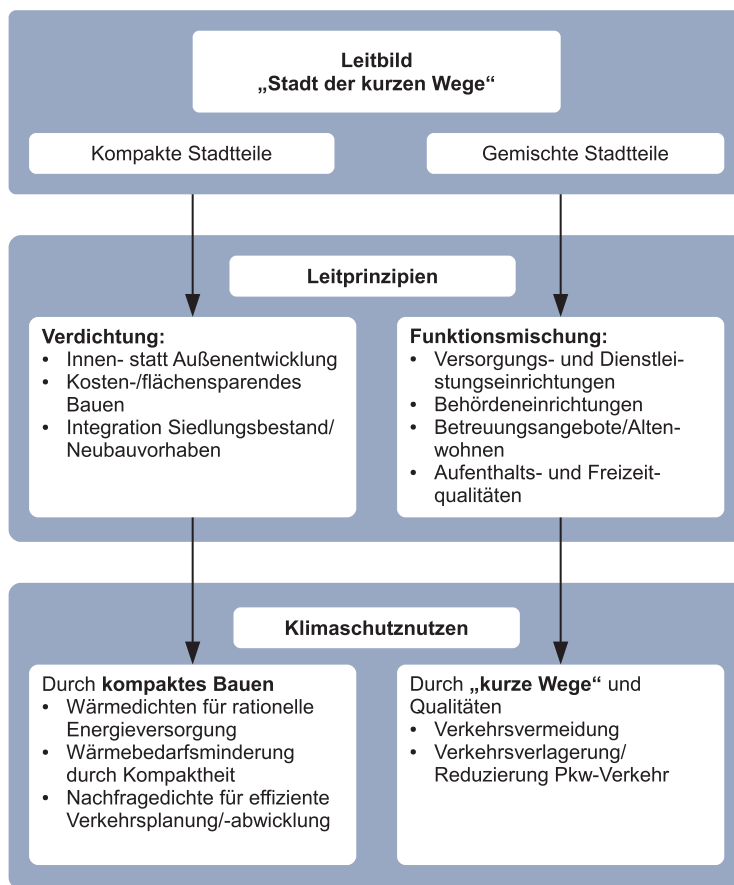 Leitbild
„Stadt der kurzen Wege“
Kompakte Stadtteile
Gemischte Stadtteile
Leitprinzipien
Verdichtung:
• Innen- statt Außenentwicklung
• Kosten-/flächensparendes
Bauen
• Integration Siedlungsbestand/
Neubauvorhaben
Funktionsmischung:
• Versorgungs- und Dienstlei-
stungseinrichtungen
• Behördeneinrichtungen
• Betreuungsangebote/Alten-
wohnen
• Aufenthalts- und Freizeit-
qualitäten
Klimaschutznutzen
Durch kompaktes Bauen
• Wärmedichten für rationelle
Energieversorgung
• Wärmebedarfsminderung
durch Kompaktheit
• Nachfragedichte für effiziente
Verkehrsplanung/-abwicklung
Durch „kurze Wege“ und
Qualitäten
• Verkehrsvermeidung
• Verkehrsverlagerung/
Reduzierung Pkw-Verkehr